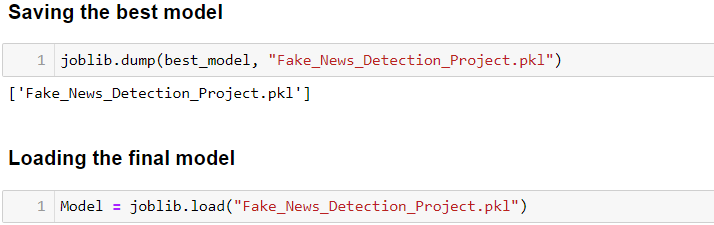 Saving the best model
1 joblib.dump(best_model, "Fake_News_Detection_Project.pkl")
['Fake_News_Detection_Project.pkl']
Loading the final model
1 Model = joblib.load("Fake_News_Detection_Project.pkl")